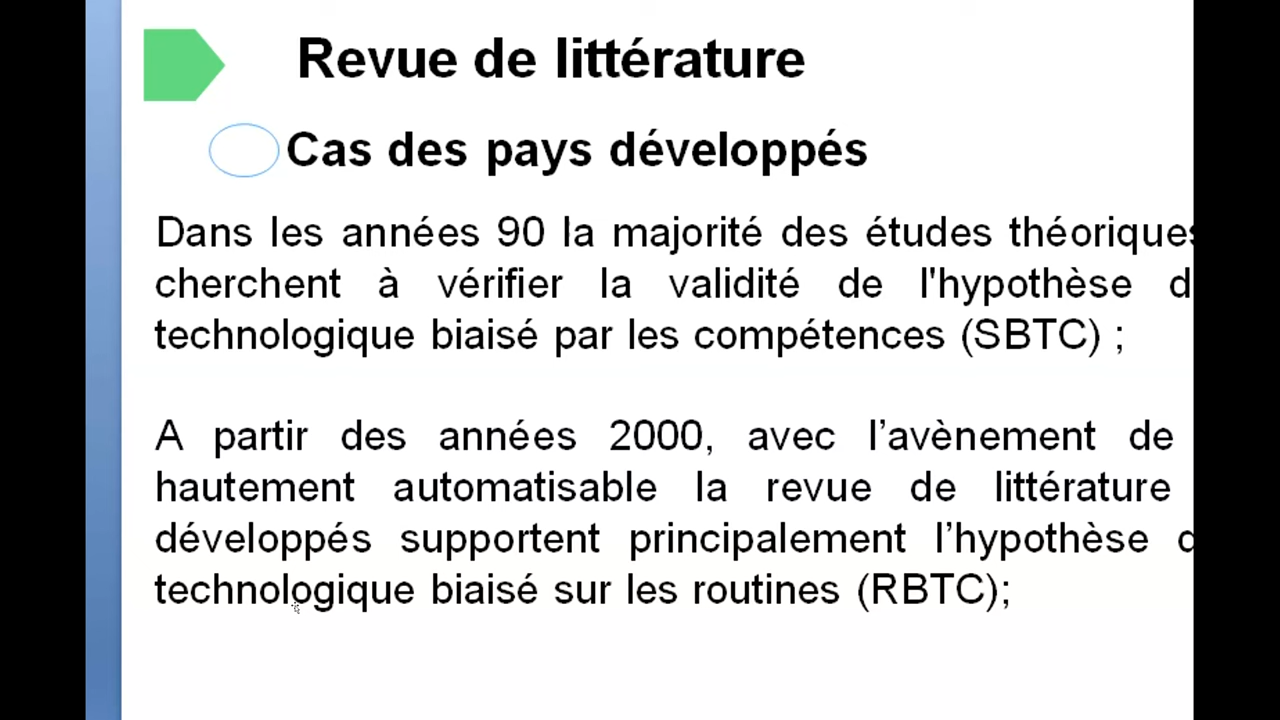 Revue de littérature
Cas des pays développés
Dans les années 90 la majorité des études théoriques
cherchent à vérifier la validité de l'hypothèse
technologique biaisé par les compétences (SBTC) ;
A partir des années 2000, avec l’avènement de
hautement automatisable la revue de littérature
développés supportent principalement l’hypothèse
technologique biaisé sur les routines (RBTC);